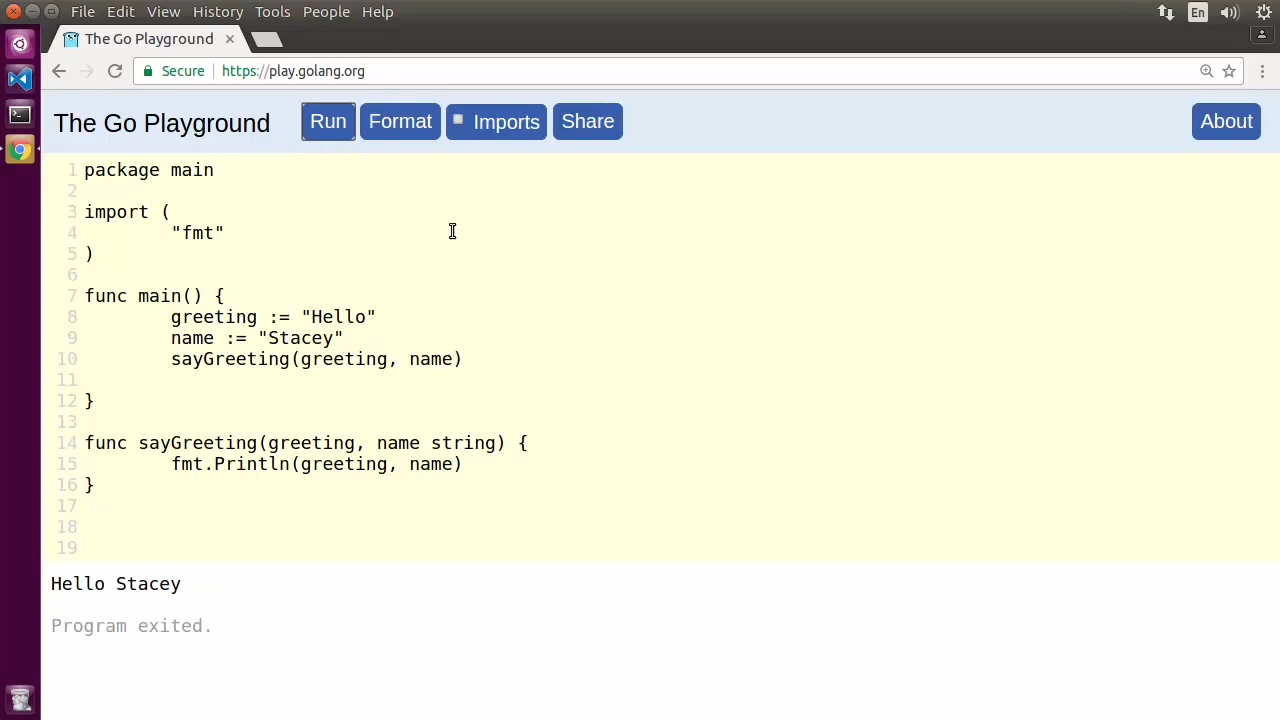 File Edit View History Tools People Help
En
The Go Playground
Secure https://play.golang.org
The Go Playground Run Format Imports Share About
1 package main
2
3 import (
4 "fmt"
5 )
6
7 func main() {
8 greeting := "Hello"
9 name := "Stacey"
10 sayGreeting(greeting, name)
11
12 }
13
14 func sayGreeting(greeting, name string) {
15 fmt.Println(greeting, name)
16 }
17
18
19
Hello Stacey
Program exited.